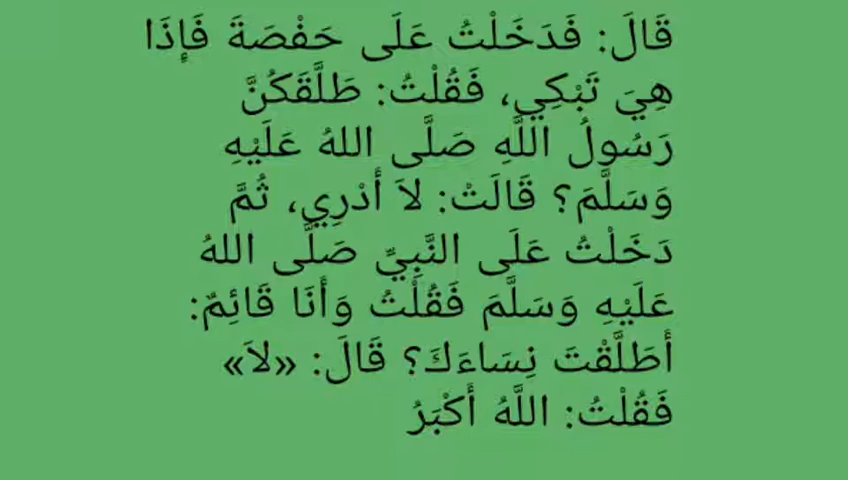 قَالَ: فَدَخَلْتُ عَلَى حَفْصَةَ فَإِذَا
هِيَ تَبْكِي، فَقُلْتُ: طَلَّقَكُنَّ
رَسُولُ اللَّهِ صَلَّى اللهُ عَلَيْهِ
وَسَلَّمَ؟ قَالَتْ: لاَ أَدْرِي، ثُمَّ
دَخَلْتُ عَلَى النَّبِيِّ صَلَّى اللهُ
عَلَيْهِ وَسَلَّمَ فَقُلْتُ وَأَنَا قَائِمٌ:
أَطَلَّقْتَ نِسَاءَكَ؟ قَالَ: «لاَ»
فَقُلْتُ: اللَّهُ أَكْبَرُ